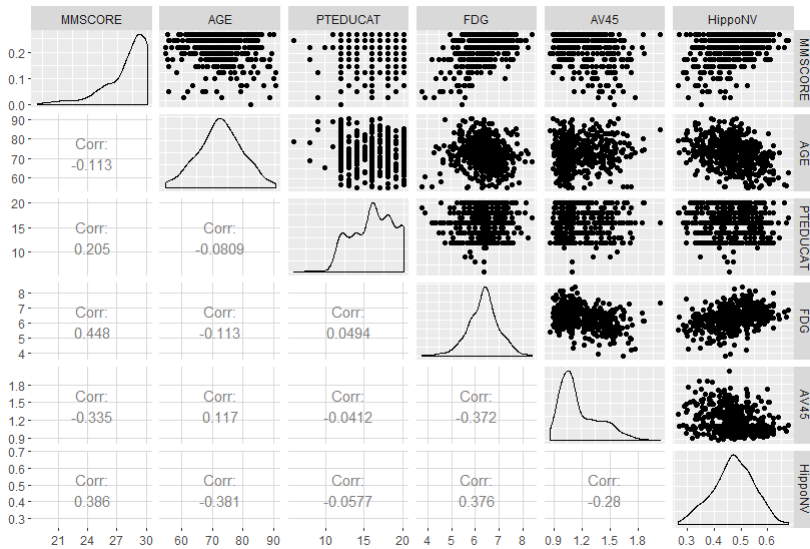 MMSCORE AGE PTEDUCAT FDG AV45 HippoNV
0.2
0.1
0.0
MMSCORE
90
80
70
60
Corr:
-0.113
AGE
20
15
10
Corr:
0.205
Corr:
-0.0809
PTEDUCAT
8
7
6
5
4
Corr:
0.448
Corr:
-0.113
Corr:
0.0494
FDG
1.8
1.5
1.2
0.9
Corr:
-0.335
Corr:
0.117
Corr:
-0.0412
Corr:
-0.372
AV45
0.7
0.6
0.5
0.4
0.3
Corr:
0.386
Corr:
-0.381
Corr:
-0.0577
Corr:
0.376
Corr:
-0.28
HippoNV
21 24 27 30 60 70 80 90 10 15 20 4 5 6 7 8 0.9 1.2 1.5 1.8 0.3 0.4 0.5 0.6